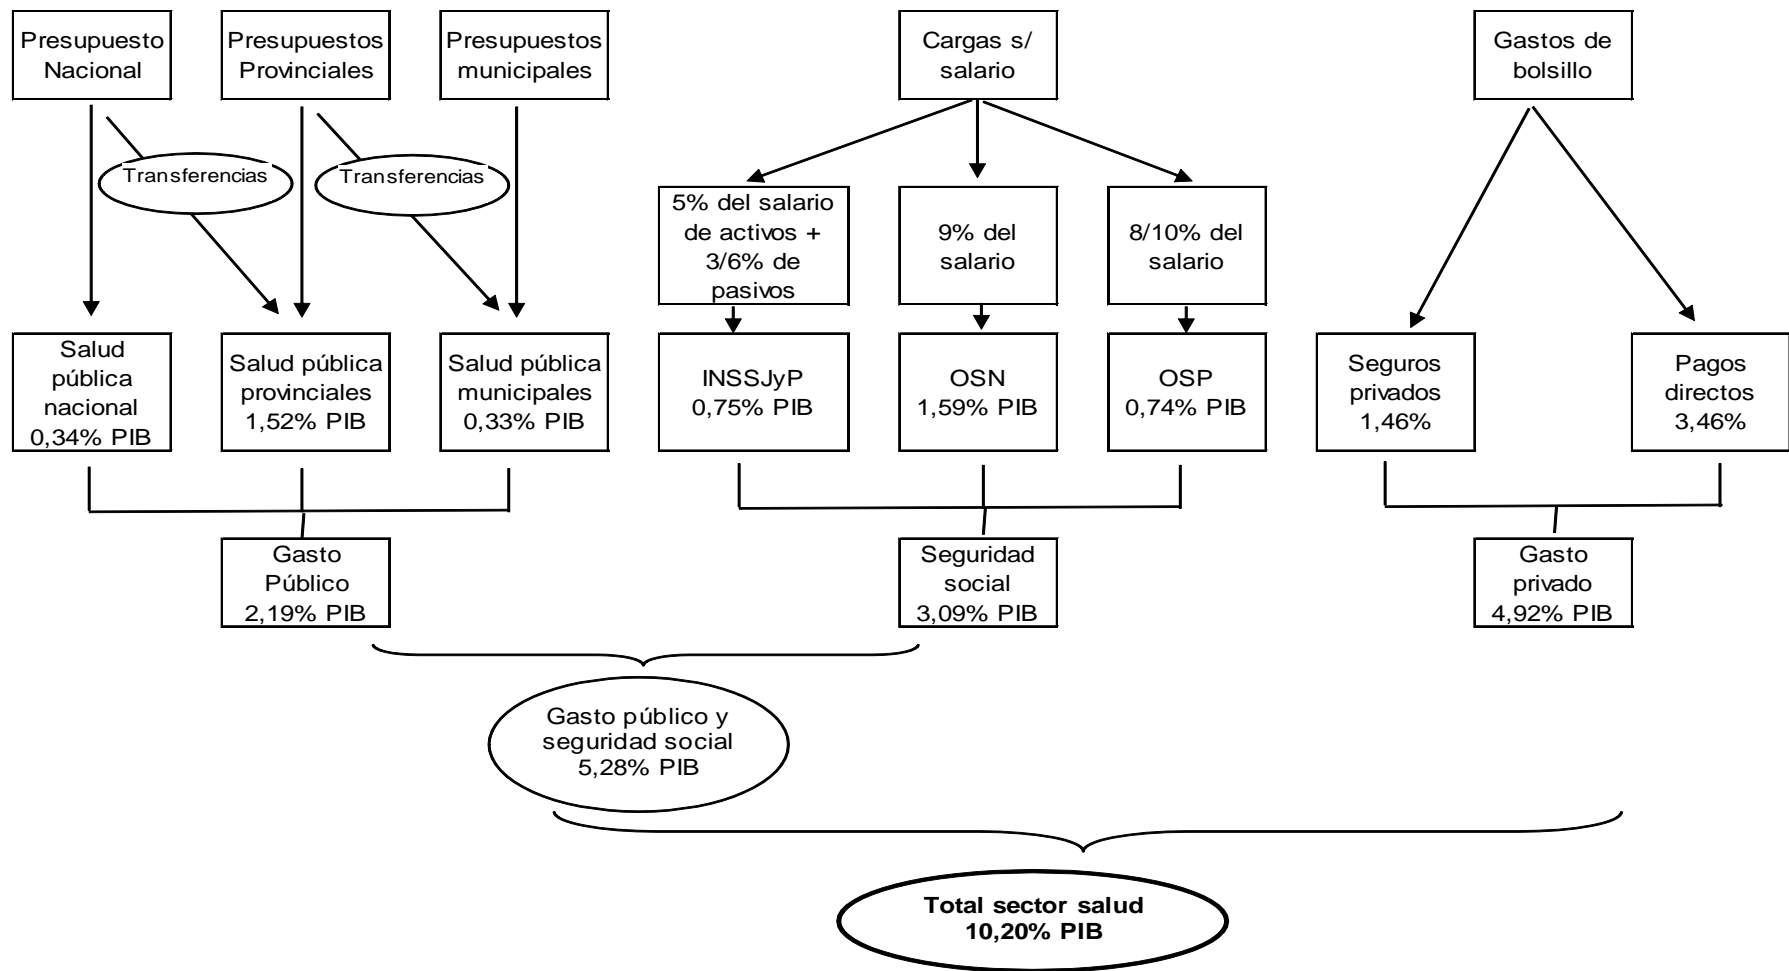 Presupuesto
Nacional
Presupuestos
Provinciales
Presupuestos
municipales
Cargas s/
salario
Gastos de
bolsillo
Transferencias
Transferencias
5% del salario
de activos +
3/6% de
pasivos
9% del
salario
8/10% del
salario
Salud
pública
nacional
0,34% PIB
Salud pública
provinciales
1,52% PIB
Salud pública
municipales
0,33% PIB
INSSJyP
0,75% PIB
OSN
1,59% PIB
OSP
0,74% PIB
Seguros
privados
1,46%
Pagos
directos
3,46%
Gasto
Público
2,19% PIB
Seguridad
social
3,09% PIB
Gasto
privado
4,92% PIB
Gasto público y
seguridad social
5,28% PIB
Total sector salud
10,20% PIB